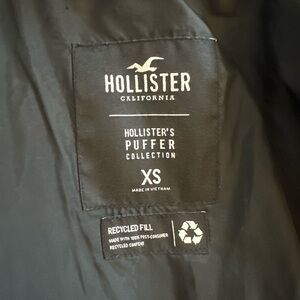 HOLLISTER
CALIFORNIA
HOLLISTER'S
PUFFER
COLLECTION
XS
MADE IN VIETNAM
RECYCLED FILL
MADE WITH 100% POST-CONSUMER
RECYCLED CONTENT